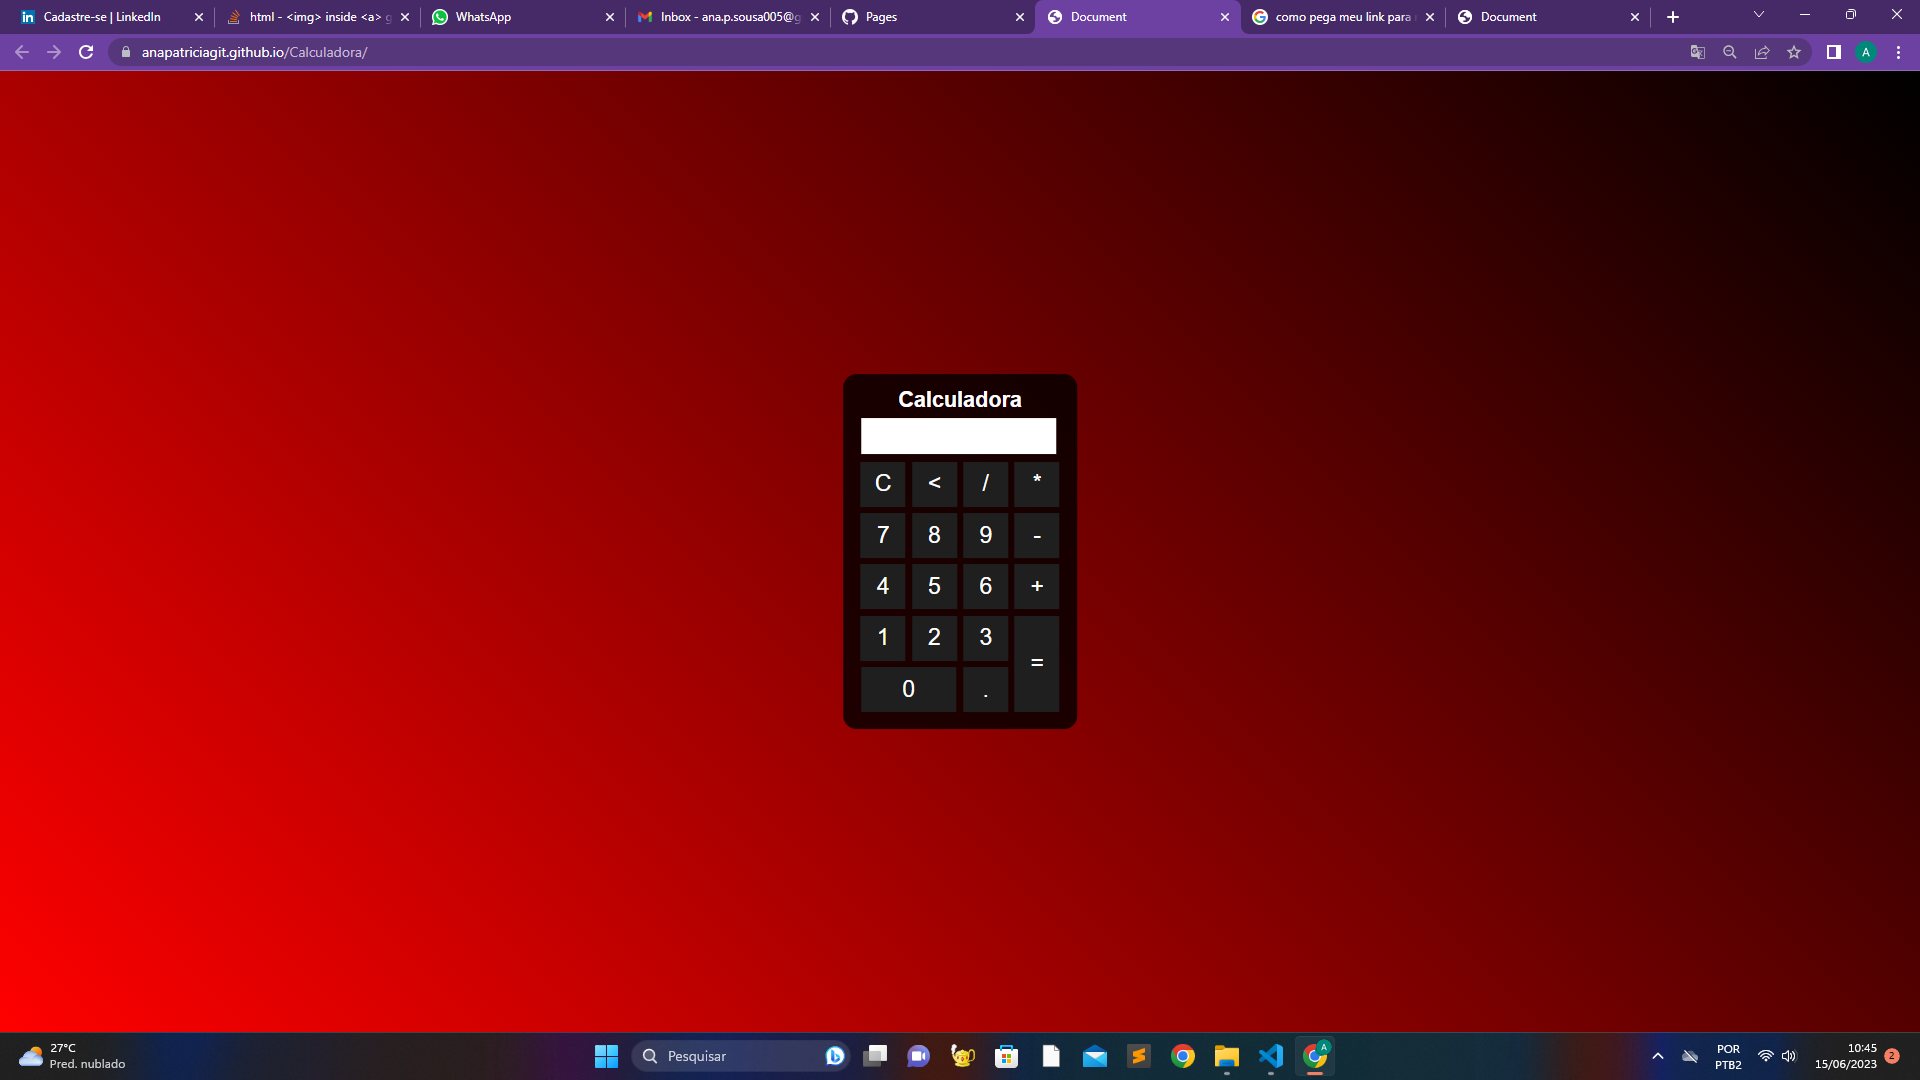 Cadastre-se | LinkedIn
html - <img> inside <a> g
WhatsApp
Inbox - ana.p.sousa005@g
Pages
Document
como pega meu link para
Document
anapatriciagit.github.io/Calculadora/
A
Calculadora
C < / *
7 8 9 -
4 5 6 +
1 2 3
=
0 .
27°C
Pred. nublado
Pesquisar
A
POR
PTB2
10:45
15/06/2023
2